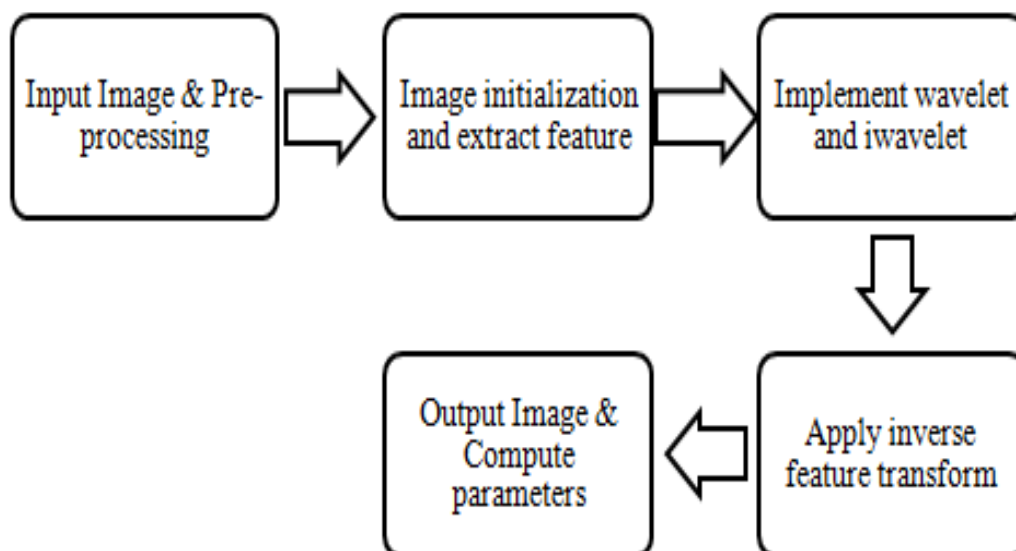 Input Image & Pre-
processing
Image initialization
and extract feature
Implement wavelet
and iwavelet
Apply inverse
feature transform
Output Image &
Compute
parameters